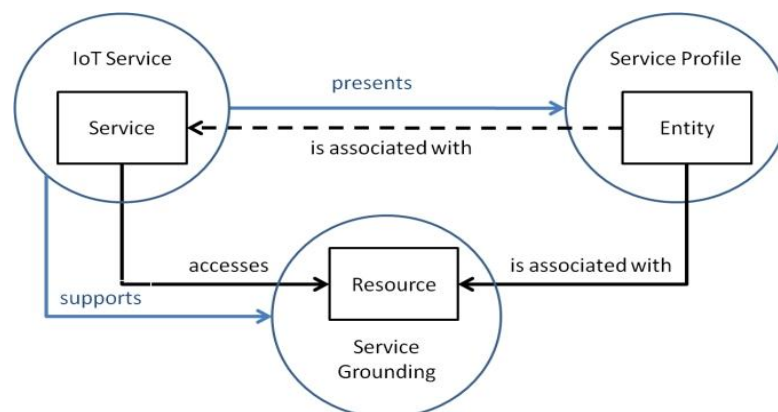 IoT Service
Service Profile
presents
Service
Entity
is associated with
accesses
is associated with
Resource
supports
Service
Grounding